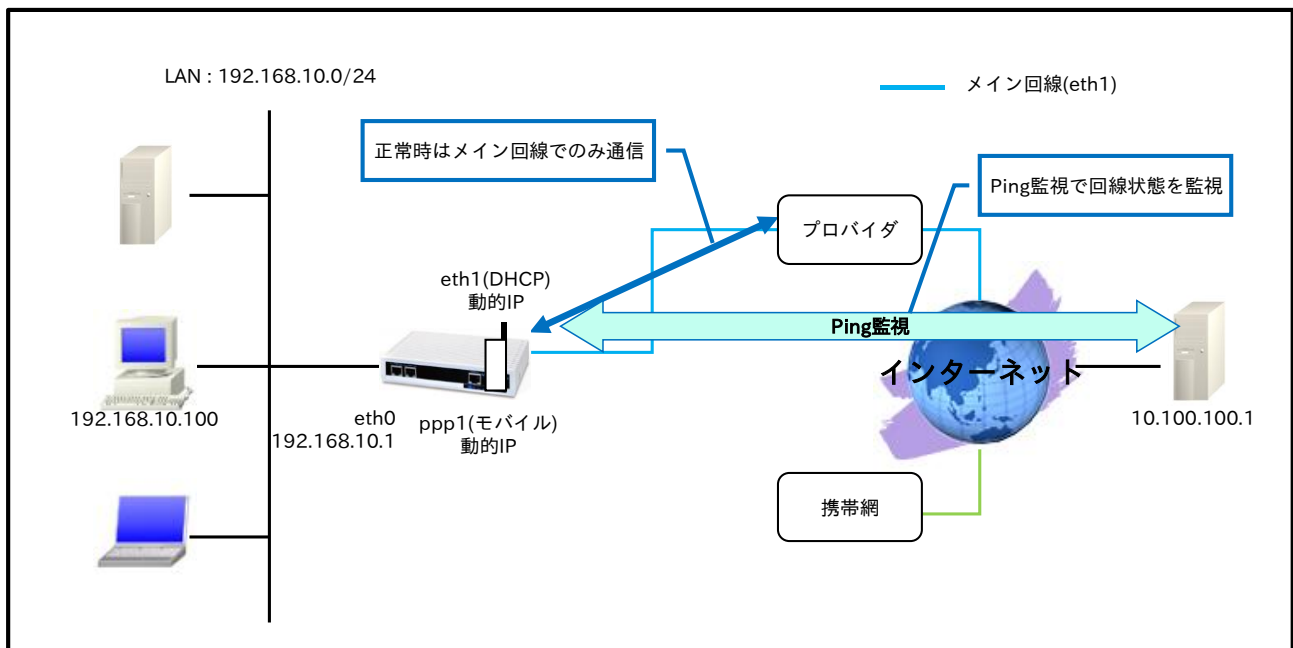 LAN : 192.168.10.0/24
メイン回線(eth1)
正常時はメイン回線でのみ通信
Ping監視で回線状態を監視
プロバイダ
eth1(DHCP)
動的IP
Ping監視
インターネット
192.168.10.100
eth0
192.168.10.1
ppp1(モバイル)
動的IP
10.100.100.1
携帯網